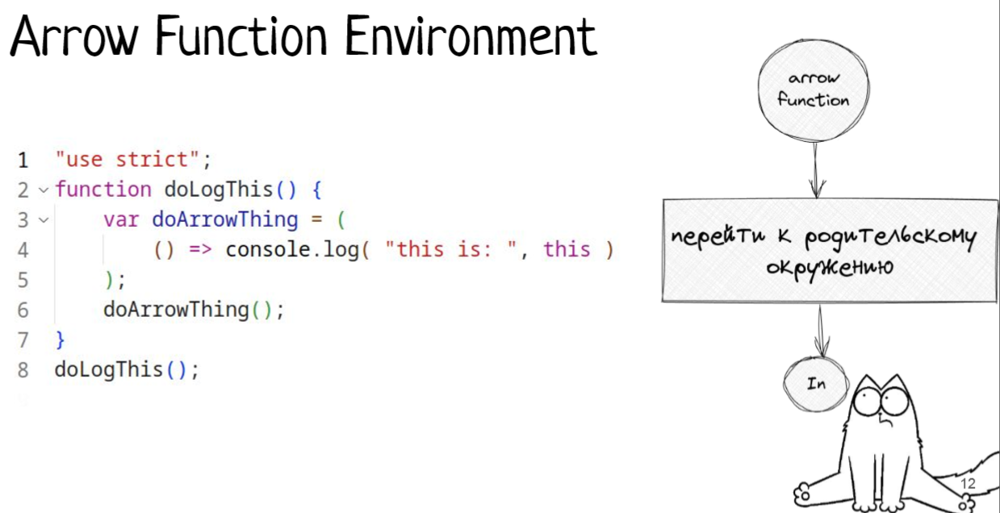 Arrow Function Environment
arrow
function
1 "use strict";
2 function doLogThis() {
3 var doArrowThing = (
4 () => console.log( "this is: ", this )
5 );
6 doArrowThing();
7 }
8 doLogThis();
перейти к родительскому
окружению
In
12